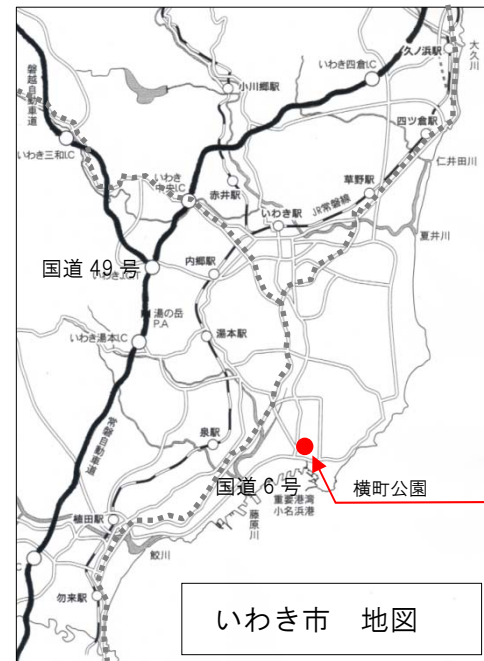 久ノ浜駅
大久川
いわき四倉I.C
小川郷駅
磐越自動車道
四ツ倉駅
いわき三和I.C
仁井田川
いわき
中央I.C
赤井駅
草野駅
JR常磐線
いわき駅
夏井川
国道 49 号
内郷駅
湯の岳
P.A
いわき湯本I.C
湯本駅
常磐自動車道
泉駅
国道 6 号
横町公園
重要港湾
小名浜港
藤原川
植田駅
鮫川
勿来駅
いわき市 地図